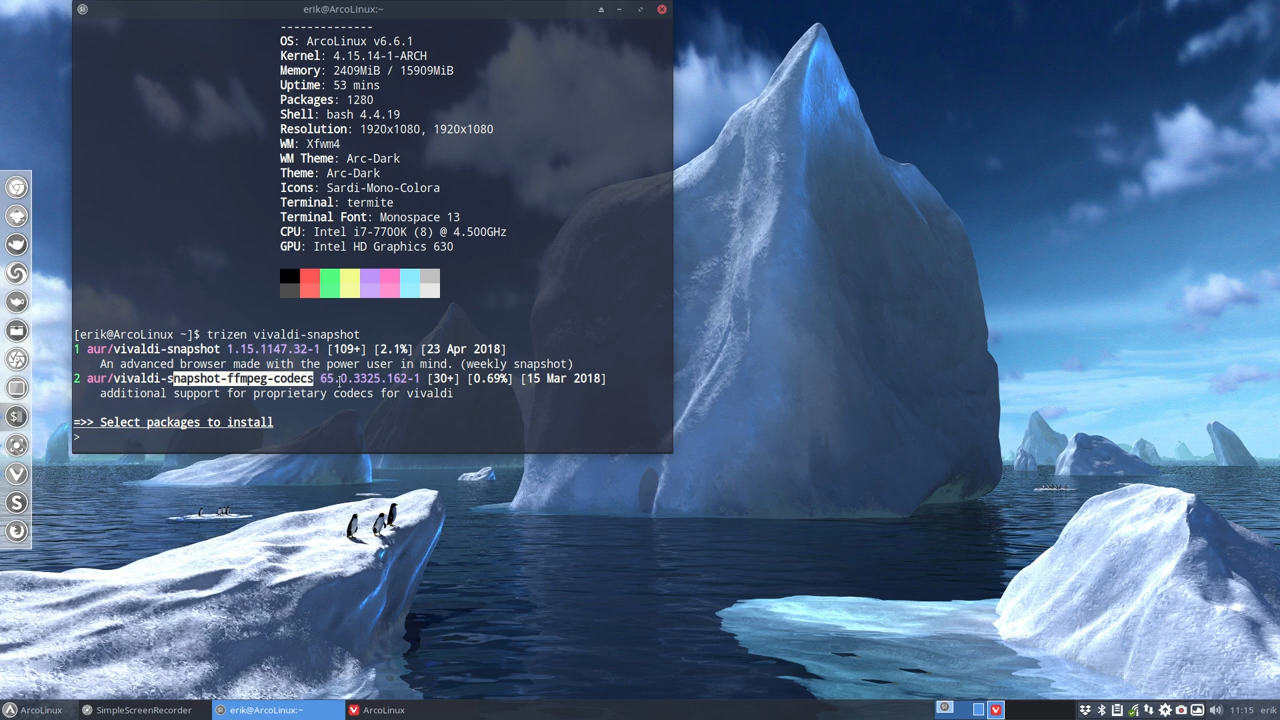 erik@ArcoLinux:~
--------------
OS: ArcoLinux v6.6.1
Kernel: 4.15.14-1-ARCH
Memory: 2409MiB / 15909MiB
Uptime: 53 mins
Packages: 1280
Shell: bash 4.4.19
Resolution: 1920x1080, 1920x1080
WM: Xfwm4
WM Theme: Arc-Dark
Theme: Arc-Dark
Icons: Sardi-Mono-Colora
Terminal: termite
Terminal Font: Monospace 13
CPU: Intel i7-7700K (8) @ 4.500GHz
GPU: Intel HD Graphics 630
[erik@ArcoLinux ~]$ trizen vivaldi-snapshot
1 aur/vivaldi-snapshot 1.15.1147.32-1 [109+] [2.1%] [23 Apr 2018]
An advanced browser made with the power user in mind. (weekly snapshot)
2 aur/vivaldi-snapshot-ffmpeg-codecs 65.0.3325.162-1 [30+] [0.69%] [15 Mar 2018]
additional support for proprietary codecs for vivaldi
=>> Select packages to install
>
ArcoLinux SimpleScreenRecorder erik@ArcoLinux:~ ArcoLinux 11:15 erik